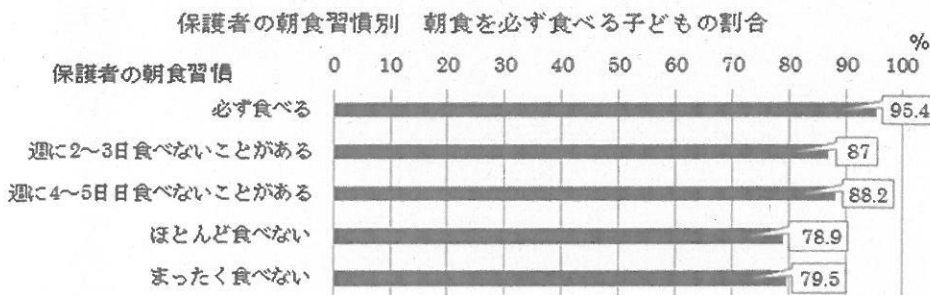 保護者の朝食習慣別 朝食を必ず食べる子どもの割合
%
保護者の朝食習慣 0 10 20 30 40 50 60 70 80 90 100
必ず食べる 95.4
週に2～3日食べないことがある 87
週に4～5日日食べないことがある 88.2
ほとんど食べない 78.9
まったく食べない 79.5